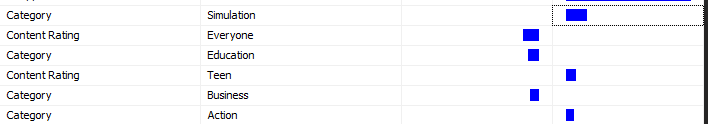 Category Simulation
Content Rating Everyone
Category Education
Content Rating Teen
Category Business
Category Action